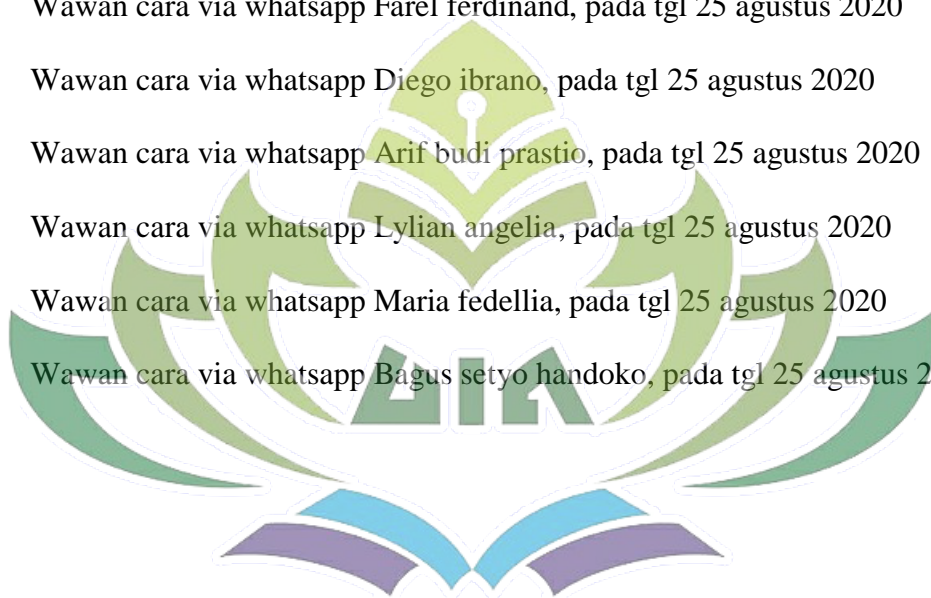 Wawan cara via whatsapp Farel ferdinand, pada tgl 25 agustus 2020
Wawan cara via whatsapp Diego ibrano, pada tgl 25 agustus 2020
Wawan cara via whatsapp Arif budi prastio, pada tgl 25 agustus 2020
Wawan cara via whatsapp Lylian angelia, pada tgl 25 agustus 2020
Wawan cara via whatsapp Maria fedellia, pada tgl 25 agustus 2020
Wawan cara via whatsapp Bagus setyo handoko, pada tgl 25 agustus 2